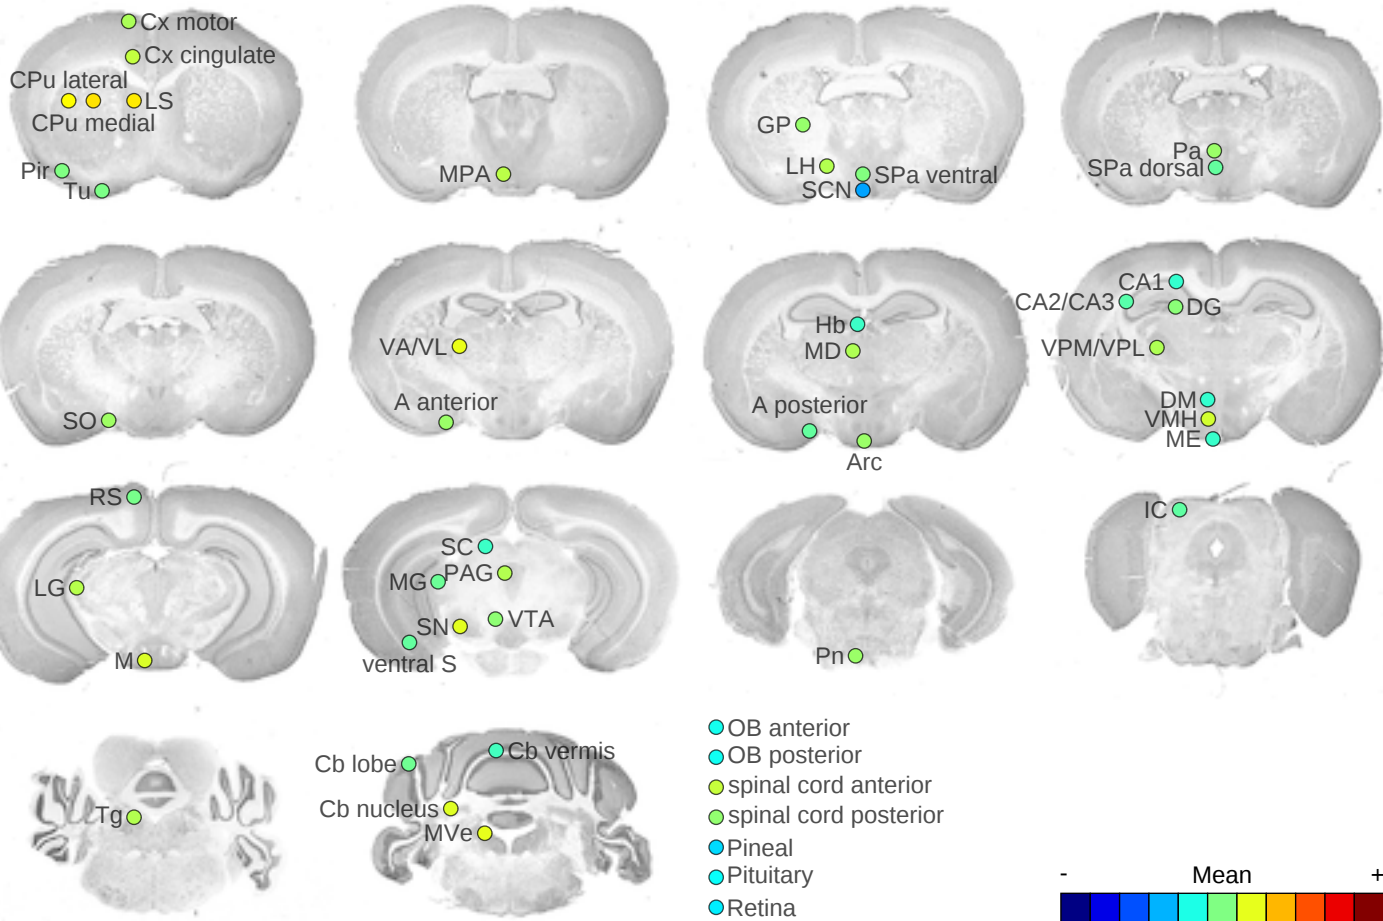 Cx motor
Cx cingulate
CPu lateral
LS
CPu medial
Pir
Tu
MPA
GP
LH
SPa ventral
SCN
Pa
SPa dorsal
SO
VA/VL
A anterior
Hb
MD
A posterior
Arc
CA1
CA2/CA3
DG
VPM/VPL
DM
VMH
ME
RS
LG
M
SC
MG
PAG
SN
VTA
ventral S
Pn
IC
Tg
Cb lobe
Cb vermis
Cb nucleus
MVe
OB anterior
OB posterior
spinal cord anterior
spinal cord posterior
Pineal
Pituitary
Retina
- Mean +